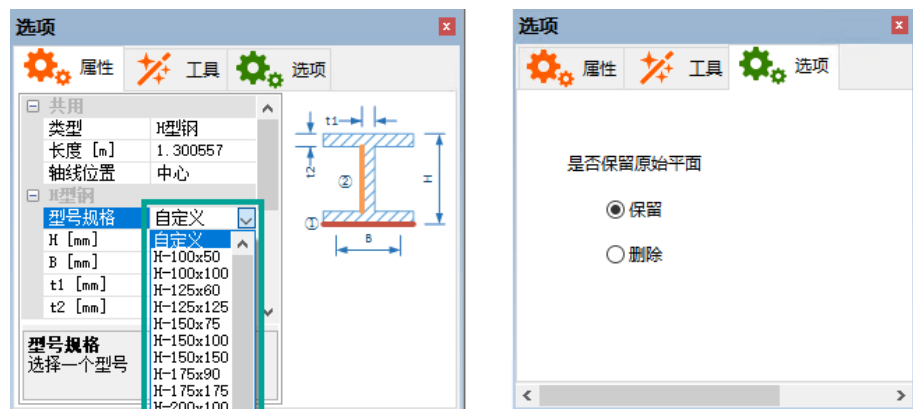 选项
属性 工具 选项
共用
类型 H型钢
长度 [m] 1.300557
轴线位置 中心
H型钢
型号规格 自定义
H [mm]
B [mm]
t1 [mm]
t2 [mm]
自定义
H-100x50
H-100x100
H-125x60
H-125x125
H-150x75
H-150x100
H-150x150
H-175x90
H-175x175
H-200x100
型号规格
选择一个型号
t1
t2
②
H
①
B
选项
属性 工具 选项
是否保留原始平面
保留
删除